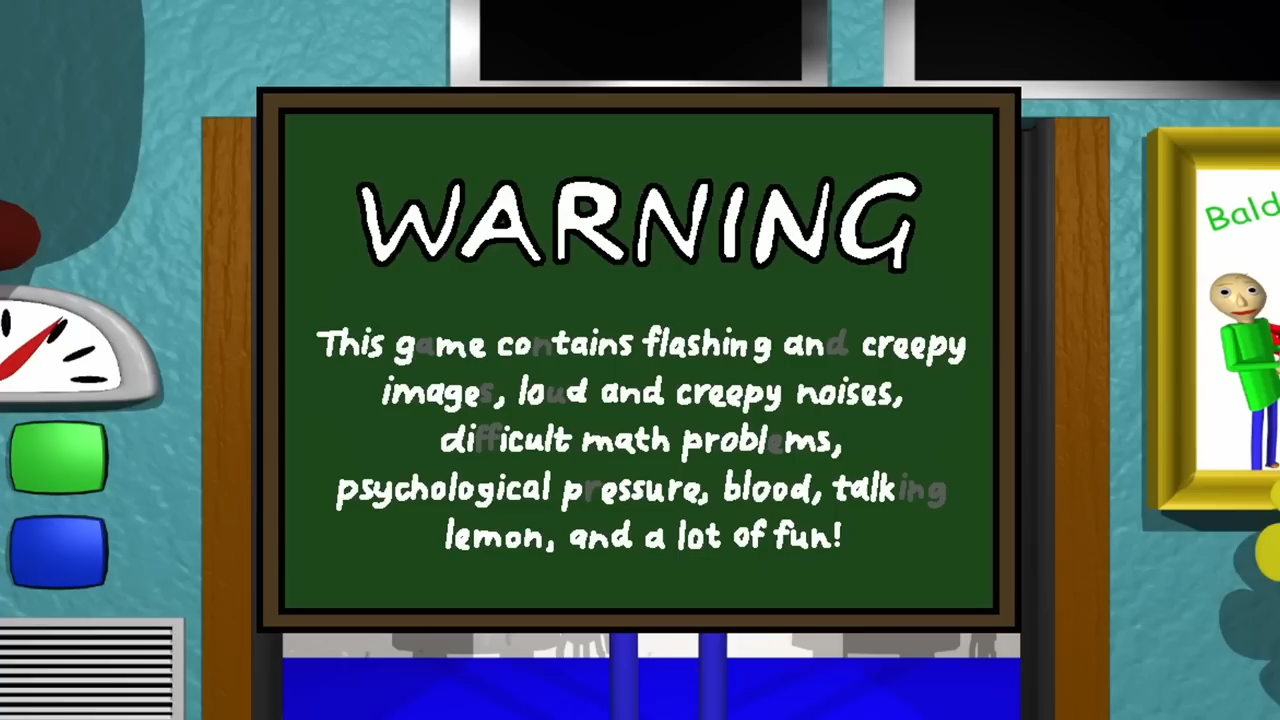 WARNING
This game contains flashing and creepy
images, loud and creepy noises,
difficult math problems,
psychological pressure, blood, talking
lemon, and a lot of fun!
Bald